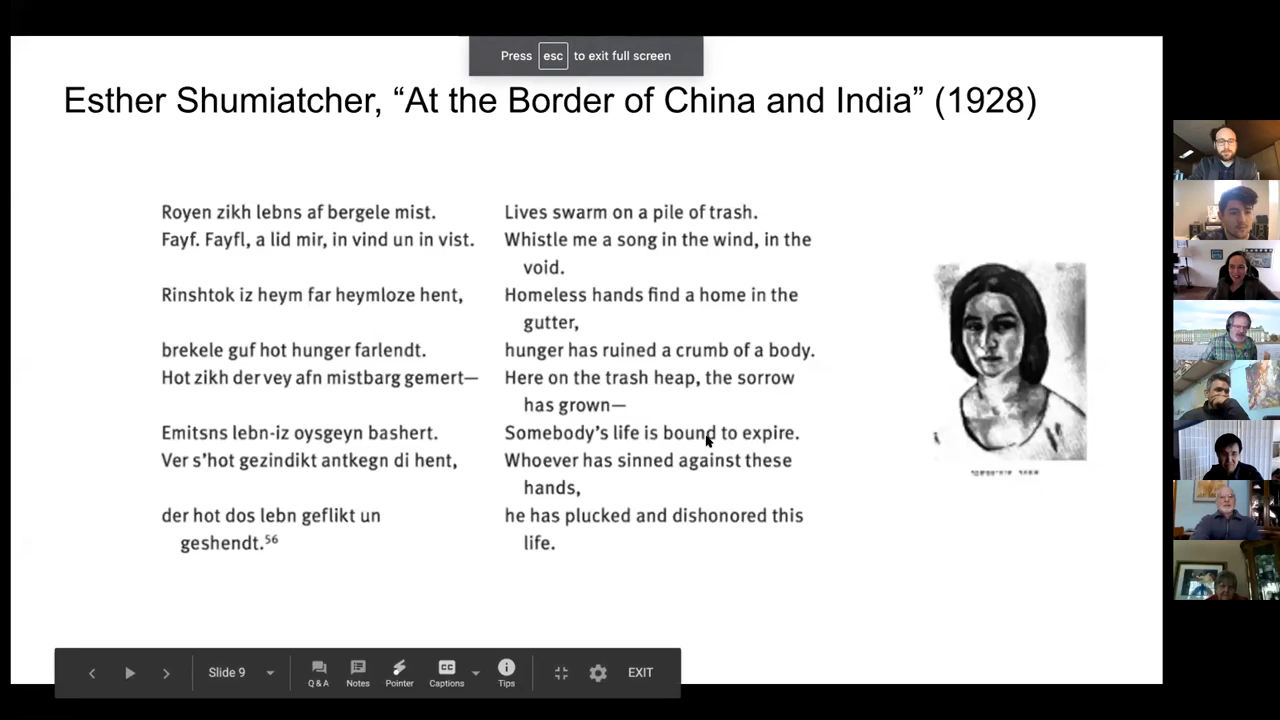 Press esc to exit full screen
Esther Shumiatcher, “At the Border of China and India” (1928)
Royen zikh lebns af bergele mist.
Fayf. Fayfl, a lid mir, in vind un in vist.
Rinshtok iz heym far heymloze hent,
brekele guf hot hunger farlendt.
Hot zikh der vey afn mistbarg gemert—
Emitsns lebn-iz oysgeyn bashert.
Ver s’hot gezindikt antkegn di hent,
der hot dos lebn geflikt un
geshendt.⁵⁶
Lives swarm on a pile of trash.
Whistle me a song in the wind, in the
void.
Homeless hands find a home in the
gutter,
hunger has ruined a crumb of a body.
Here on the trash heap, the sorrow
has grown—
Somebody’s life is bound to expire.
Whoever has sinned against these
hands,
he has plucked and dishonored this
life.
Slide 9
Q & A
Notes
Pointer
CC
Captions
Tips
EXIT